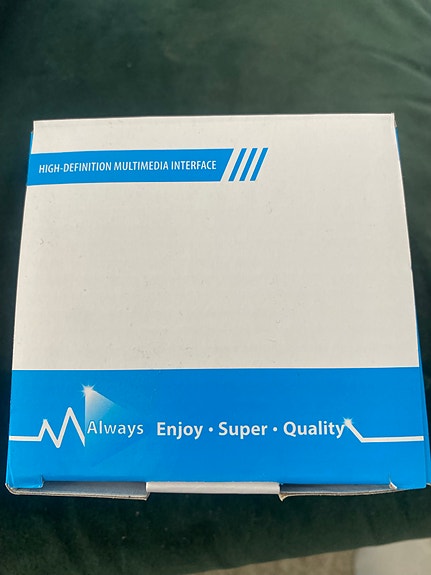 HIGH-DEFINITION MULTIMEDIA INTERFACE
Always Enjoy · Super · Quality